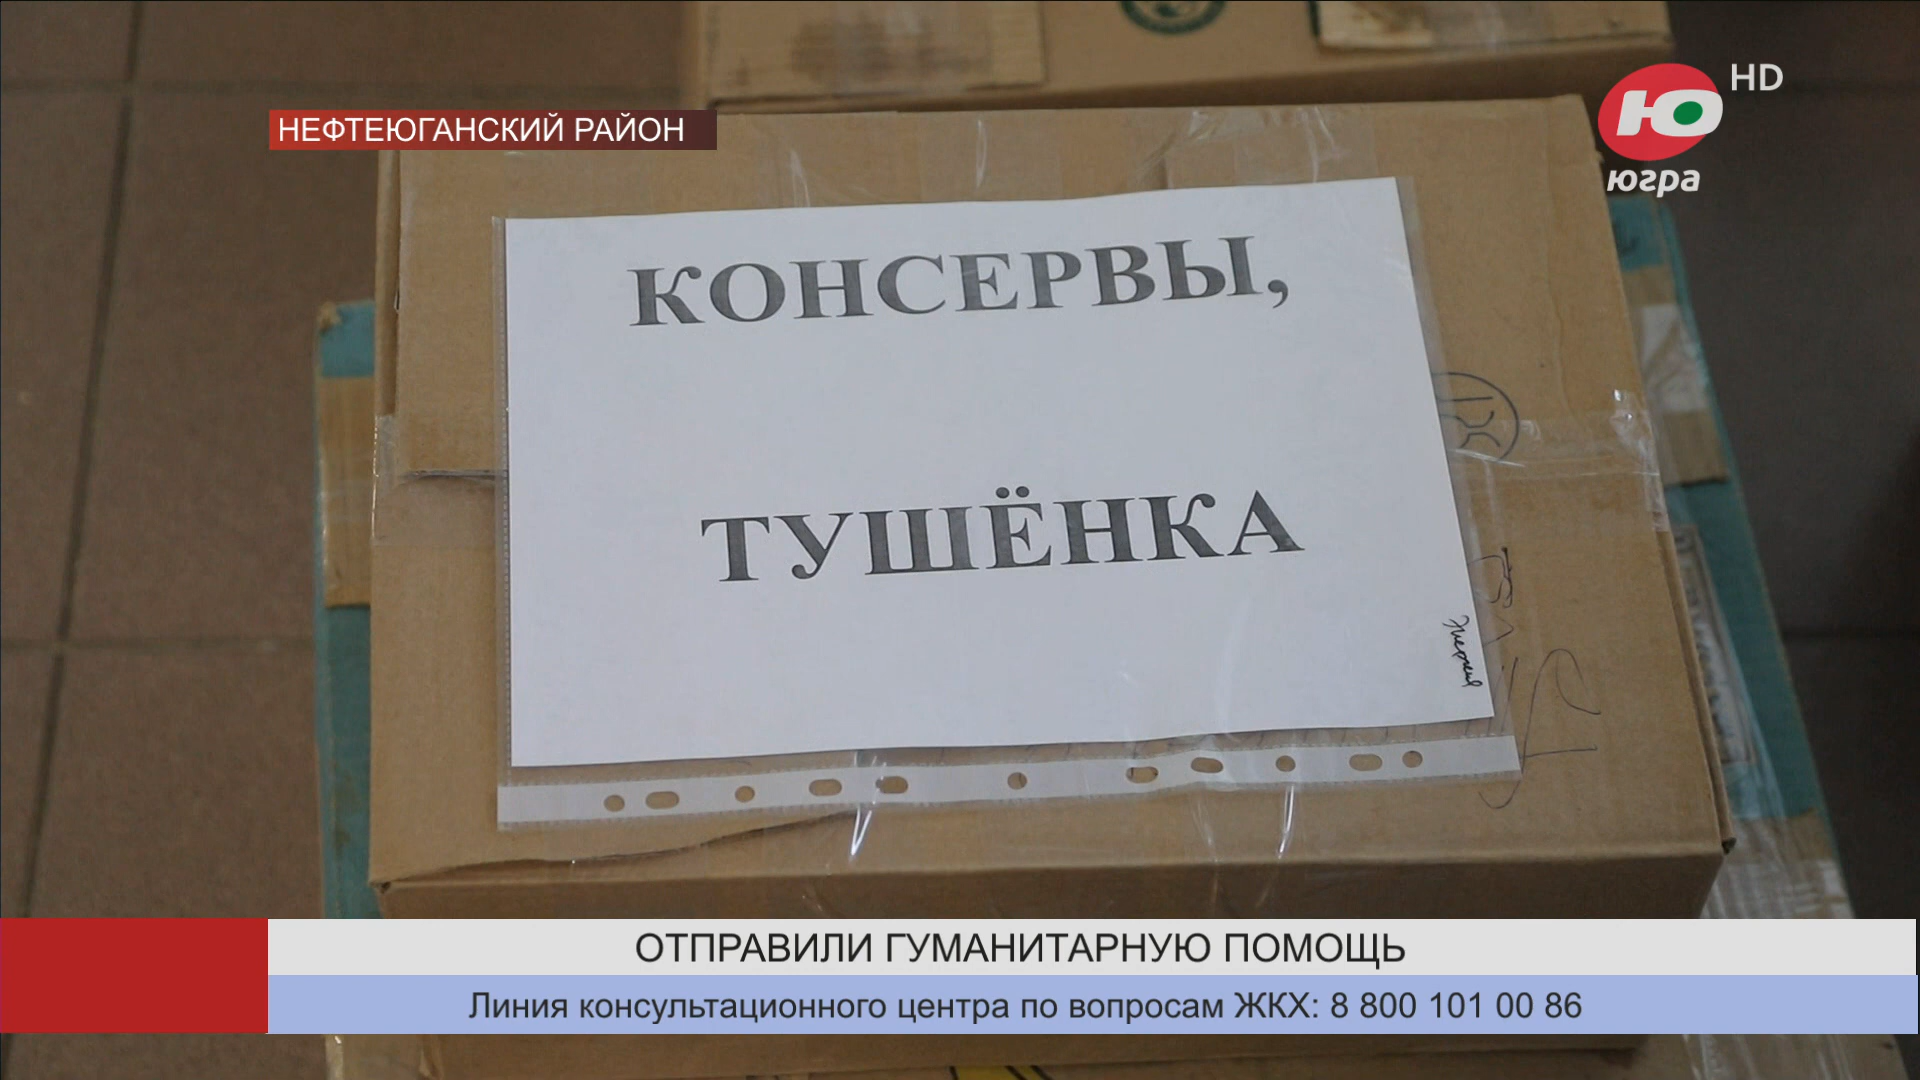 HD
НЕФТЕЮГАНСКИЙ РАЙОН
Ю
югра
КОНСЕРВЫ,
ТУШЁНКА
Энергия
ОТПРАВИЛИ ГУМАНИТАРНУЮ ПОМОЩЬ
Линия консультационного центра по вопросам ЖКХ: 8 800 101 00 86